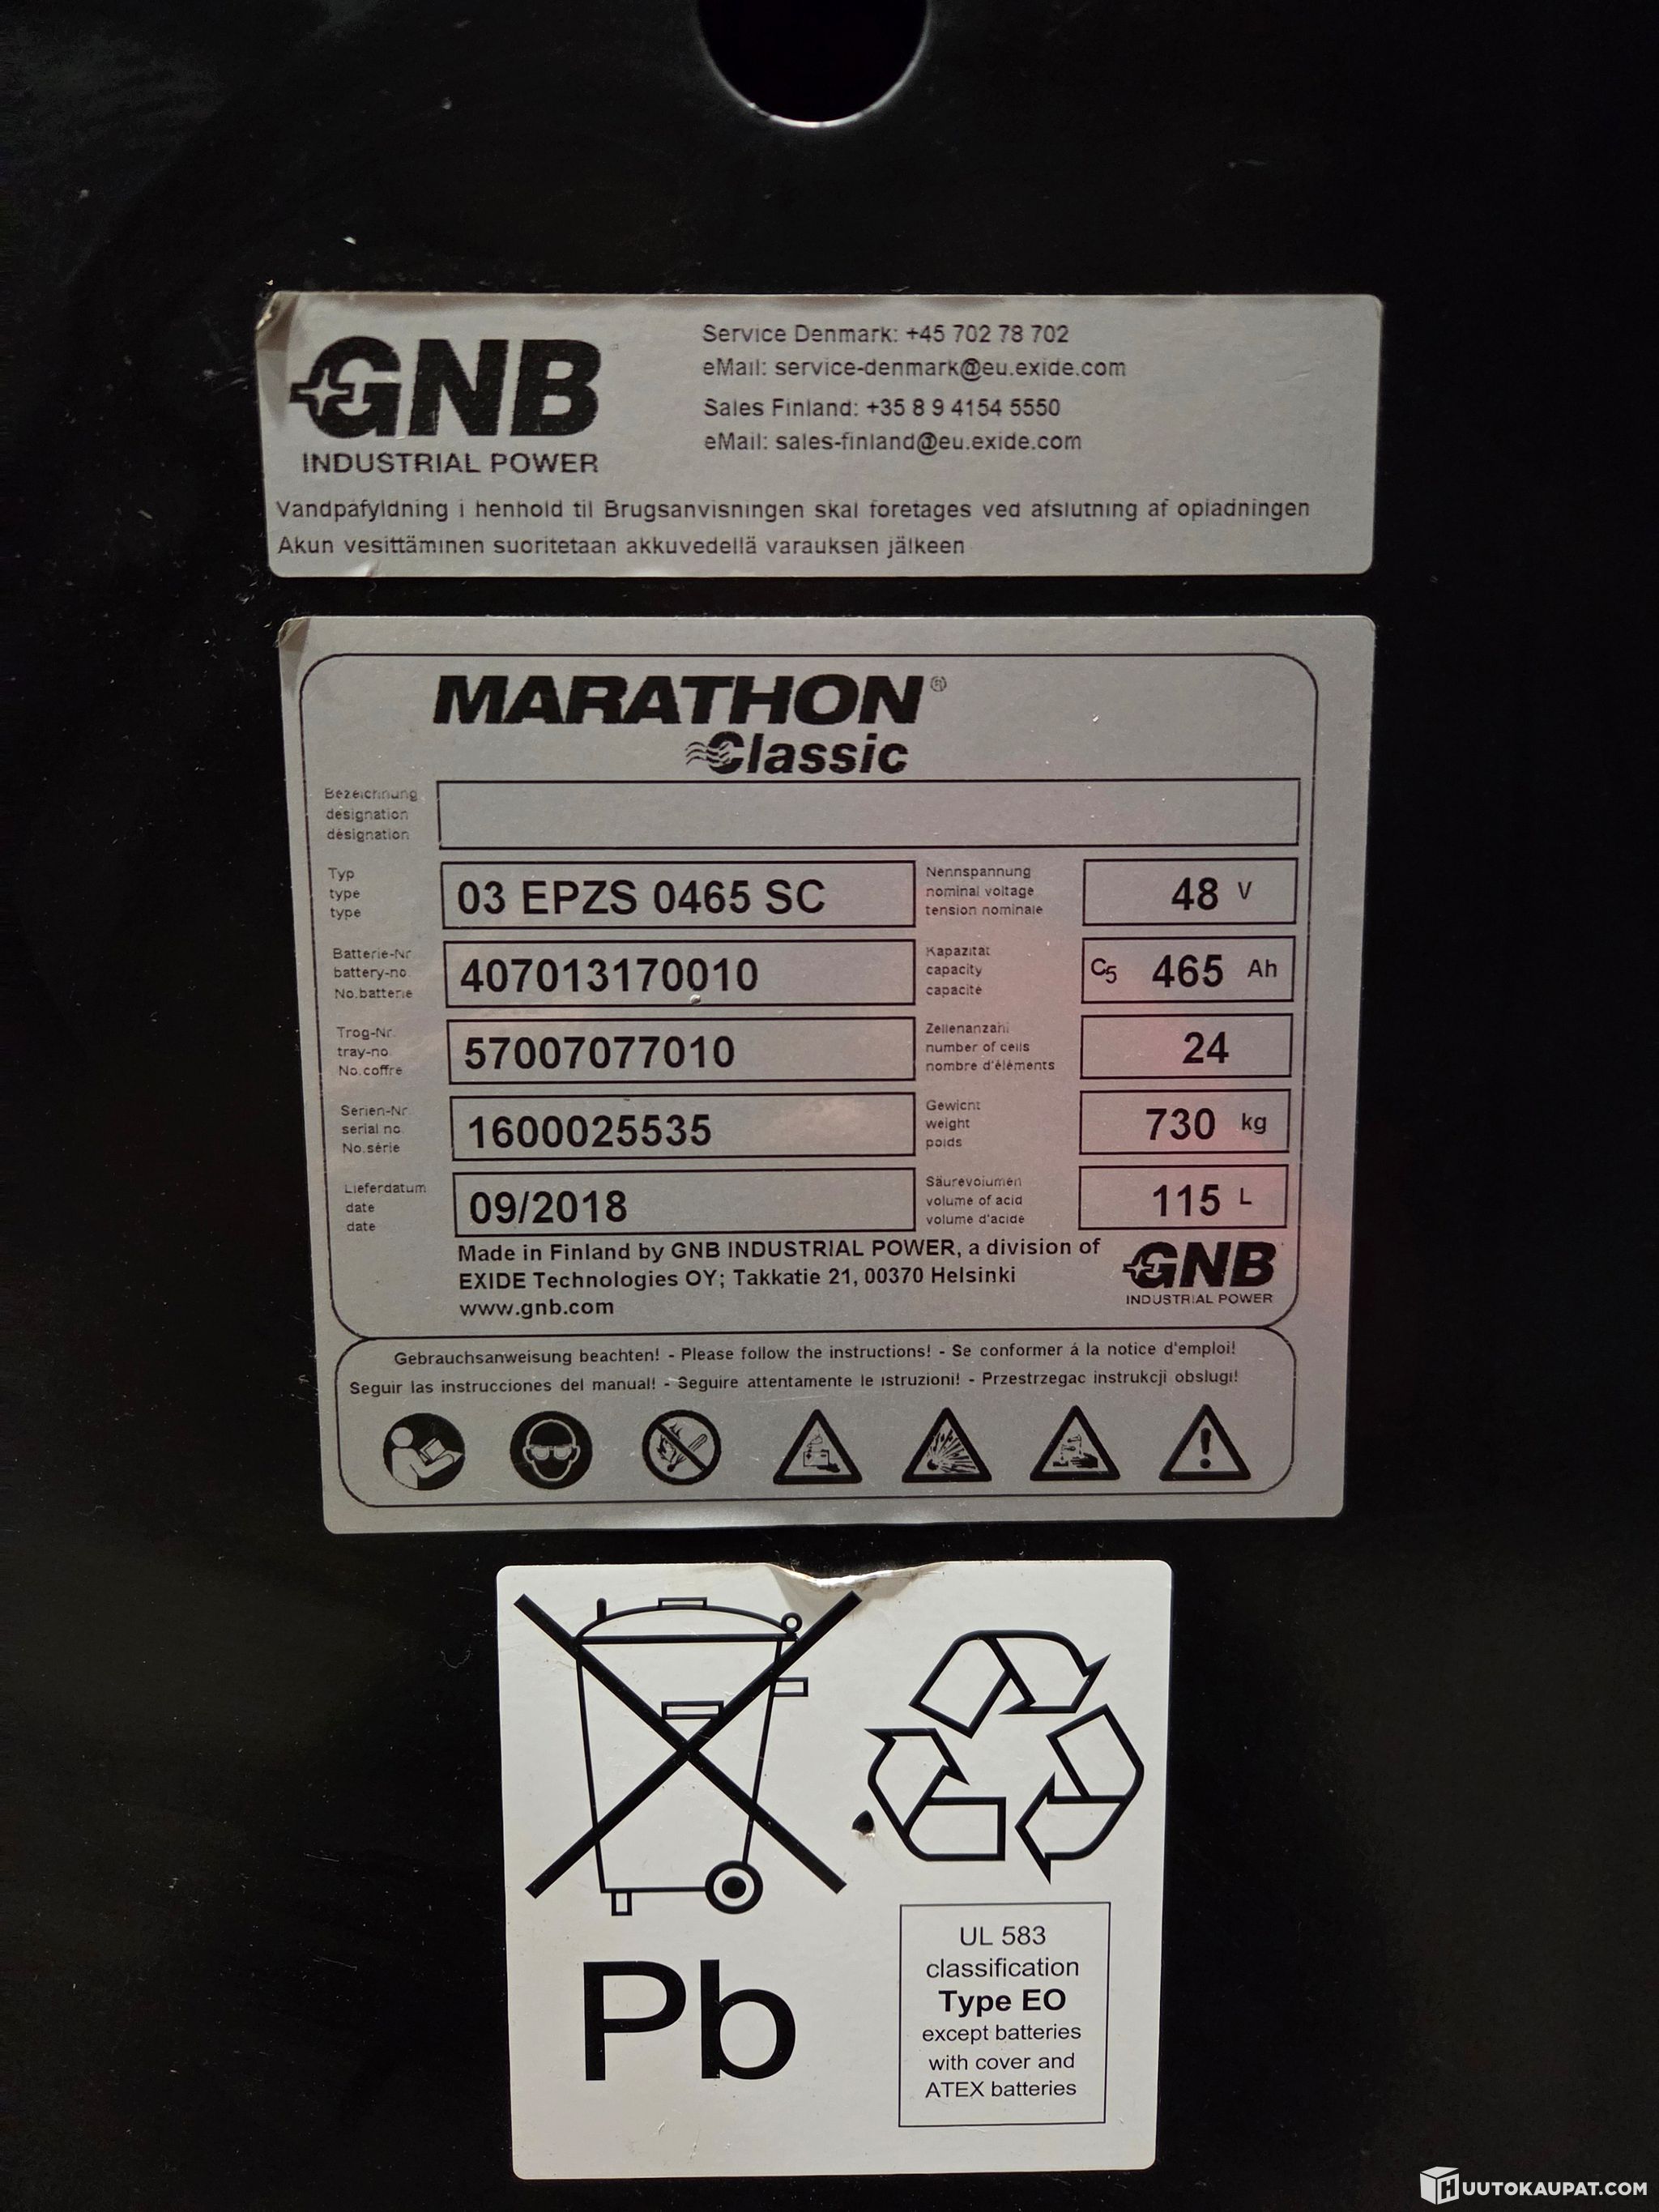 GNB
INDUSTRIAL POWER
Service Denmark: +45 702 78 702
eMail: service-denmark@eu.exide.com
Sales Finland: +35 8 9 4154 5550
eMail: sales-finland@eu.exide.com
Vandpåfyldning i henhold til Brugsanvisningen skal foretages ved afslutning af opladningen
Akun vesittäminen suoritetaan akkuvedellä varauksen jälkeen
MARATHON®
Classic
Bezeichnung
designation
désignation
Typ
type
type
03 EPZS 0465 SC
Nennspannung
nominal voltage
tension nominale
48 V
Batterie-Nr.
battery-no.
No.batterie
407013170010
Kapazität
capacity
capacité
C5 465 Ah
Trog-Nr.
tray-no.
No.coffre
57007077010
Zellenanzahl
number of cells
nombre d'éléments
24
Serien-Nr.
serial no.
No.série
1600025535
Gewicht
weight
poids
730 kg
Lieferdatum
date
date
09/2018
Säurevolumen
volume of acid
volume d'acide
115 L
Made in Finland by GNB INDUSTRIAL POWER, a division of
EXIDE Technologies OY; Takkatie 21, 00370 Helsinki
www.gnb.com
GNB
INDUSTRIAL POWER
Gebrauchsanweisung beachten! - Please follow the instructions! - Se conformer á la notice d'emploi!
Seguir las instrucciones del manual! - Seguire attentamente le istruzioni! - Przestrzegac instrukcji obslugi!
Pb
UL 583
classification
Type EO
except batteries
with cover and
ATEX batteries
HUUTOKAUPAT.COM